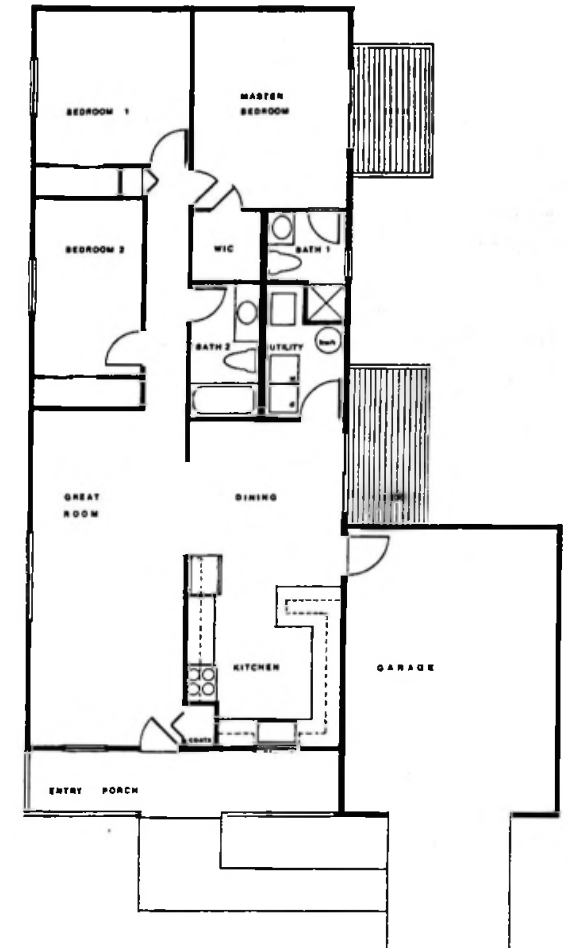 MASTER
BEDROOM
BEDROOM 1
BEDROOM 2
WIC
BATH 1
BATH 2
UTILITY
GREAT
ROOM
DINING
KITCHEN
GARAGE
COATS
ENTRY PORCH